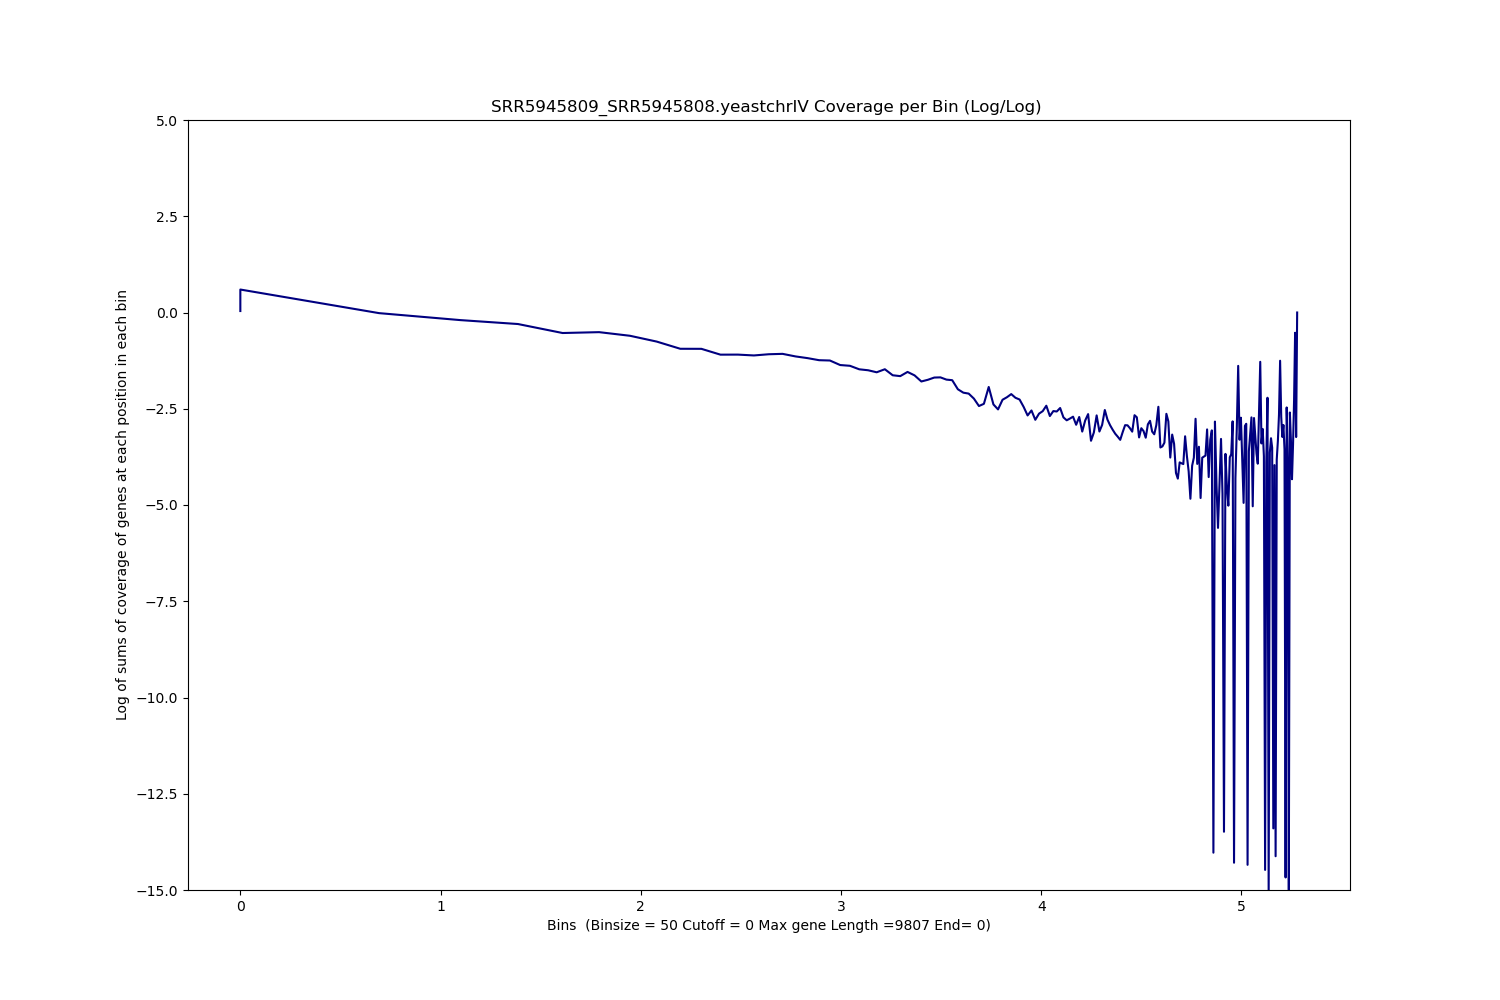 SRR5945809_SRR5945808.yeastchrIV Coverage per Bin (Log/Log)
5.0
2.5
0.0
−2.5
−5.0
−7.5
−10.0
−12.5
−15.0
Log of sums of coverage of genes at each position in each bin
0 1 2 3 4 5
Bins  (Binsize = 50 Cutoff = 0 Max gene Length =9807 End= 0)